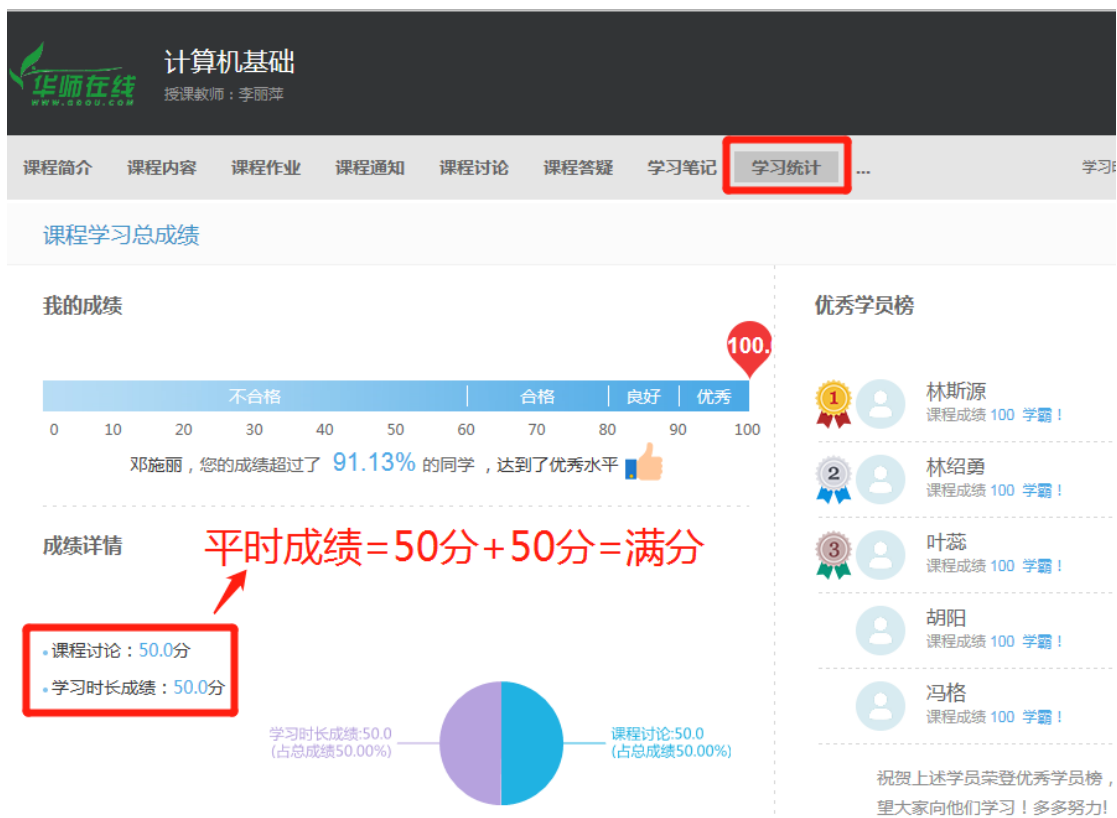 华师在线
WWW.GOOU.COM
计算机基础
授课教师：李丽萍
课程简介 课程内容 课程作业 课程通知 课程讨论 课程答疑 学习笔记 学习统计 ... 学习
课程学习总成绩
我的成绩
100.
不合格 合格 良好 优秀
0 10 20 30 40 50 60 70 80 90 100
邓施丽，您的成绩超过了 91.13% 的同学 ，达到了优秀水平
成绩详情
平时成绩=50分+50分=满分
课程讨论：50.0分
学习时长成绩：50.0分
学习时长成绩:50.0
(占总成绩50.00%)
课程讨论:50.0
(占总成绩50.00%)
优秀学员榜
1
林斯源
课程成绩 100 学霸！
2
林绍勇
课程成绩 100 学霸！
3
叶蕊
课程成绩 100 学霸！
胡阳
课程成绩 100 学霸！
冯格
课程成绩 100 学霸！
祝贺上述学员荣登优秀学员榜，
望大家向他们学习！多多努力!